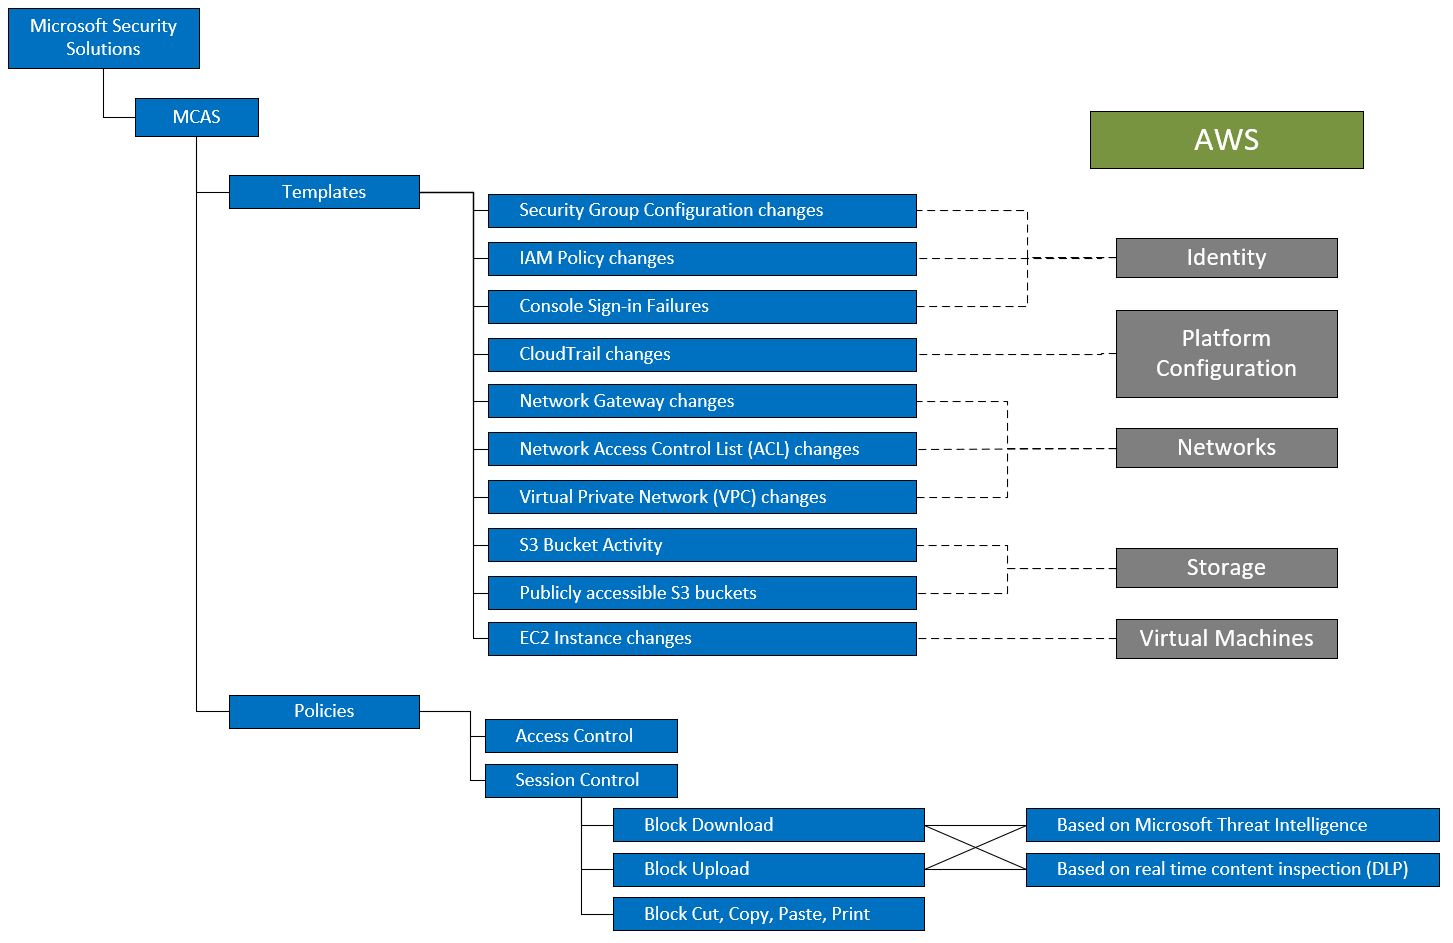 Microsoft Security
Solutions
MCAS
AWS
Templates
Security Group Configuration changes
IAM Policy changes
Identity
Console Sign-in Failures
CloudTrail changes
Platform
Configuration
Network Gateway changes
Network Access Control List (ACL) changes
Networks
Virtual Private Network (VPC) changes
S3 Bucket Activity
Storage
Publicly accessible S3 buckets
EC2 Instance changes
Virtual Machines
Policies
Access Control
Session Control
Block Download
Based on Microsoft Threat Intelligence
Block Upload
Based on real time content inspection (DLP)
Block Cut, Copy, Paste, Print